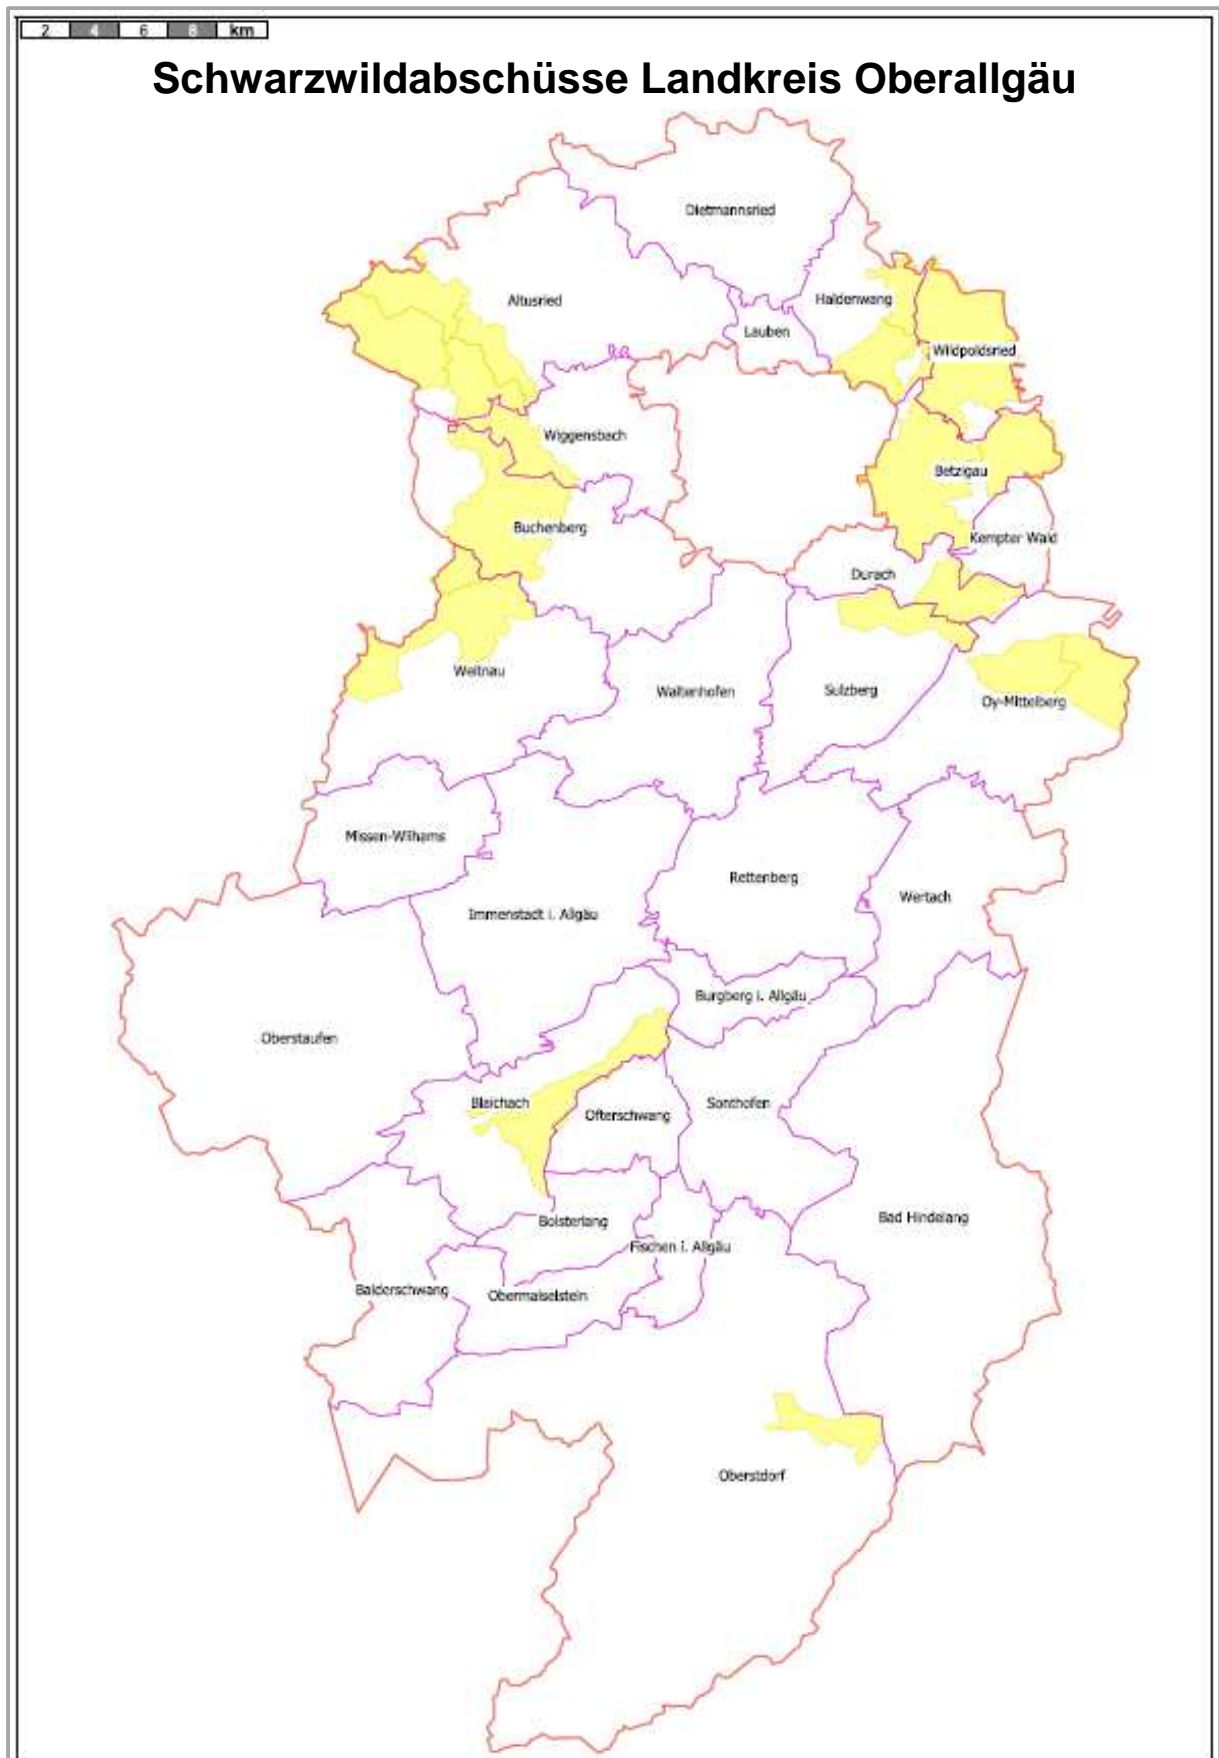 2 4 6 8 km
Schwarzwildabschüsse Landkreis Oberallgäu
Dietmannsried
Altusried
Haldenwang
Lauben
Wildpoldsried
Wiggensbach
Betzigau
Buchenberg
Kempter Wald
Durach
Weitnau
Waltenhofen
Sulzberg
Oy-Mittelberg
Missen-Wilhams
Rettenberg
Wertach
Immenstadt i. Allgäu
Burgberg i. Allgäu
Oberstaufen
Blaichach
Ofterschwang
Sonthofen
Bad Hindelang
Bolsterlang
Fischen i. Allgäu
Balderschwang
Obermaiselstein
Oberstdorf